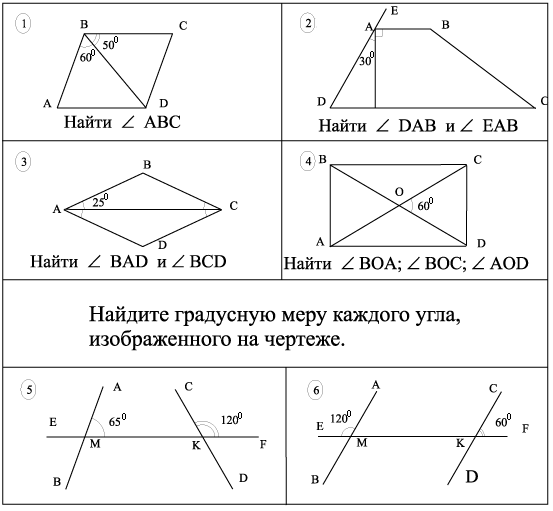 1
B
C
50⁰
60⁰
A
D
Найти ∠ ABC
2
E
A
B
30⁰
D
C
Найти ∠ DAB и ∠ EAB
3
B
A
25⁰
C
D
Найти ∠ BAD и ∠ BCD
4
B
C
O
60⁰
A
D
Найти ∠ BOA; ∠ BOC; ∠ AOD
Найдите градусную меру каждого угла,
изображенного на чертеже.
5
A
C
E
65⁰
120⁰
M
K
F
B
D
6
A
C
E
120⁰
60⁰
F
M
K
B
D